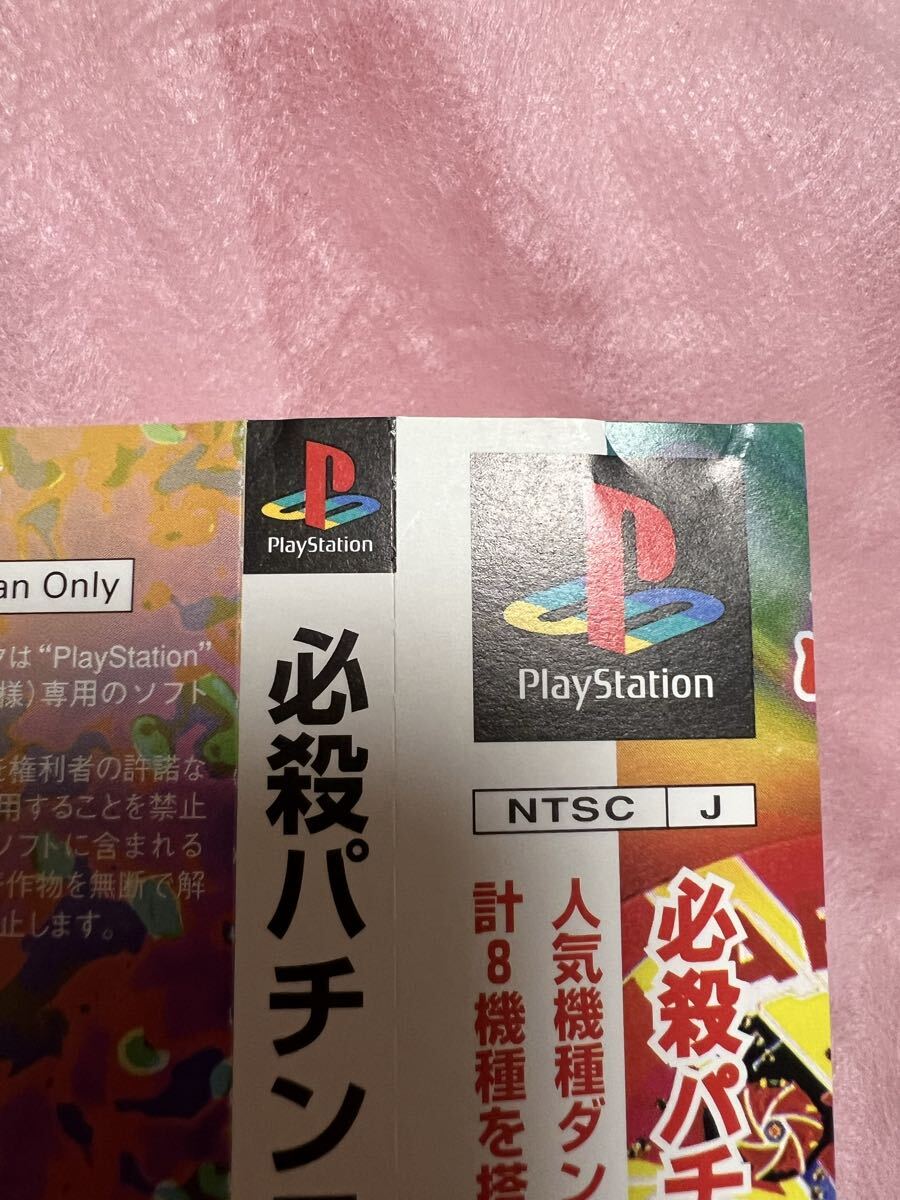 an Only
は“PlayStation”
様）専用のソフト
権利者の許諾な
用することを禁止
ソフトに含まれる
作物を無断で解
止します。
PlayStation
必殺パチン
PlayStation
NTSC J
人気機種ダン
計8機種を搭
必殺パチ